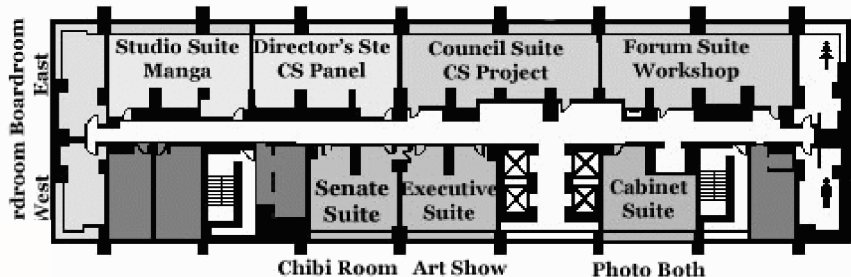 Studio Suite
Manga
Director's Ste
CS Panel
Council Suite
CS Project
Forum Suite
Workshop
East
rdroom Boardroom
West
Senate
Suite
Executive
Suite
Cabinet
Suite
Chibi Room
Art Show
Photo Both